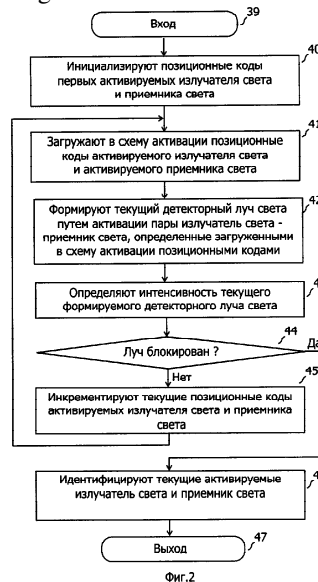 Вход
39
40
Инициализируют позиционные коды
первых активируемых излучателя света
и приемника света
41
Загружают в схему активации позиционные
коды активируемого излучателя света
и активируемого приемника света
42
Формируют текущий детекторный луч света
путем активации пары излучатель света -
приемник света, определенные загруженными
в схему активации позиционными кодами
Определяют интенсивность текущего
формируемого детекторного луча света
44
Луч блокирован ?
Да
Нет
45
Инкрементируют текущие позиционные коды
активируемых излучателя света и приемника
света
Идентифицируют текущие активируемые
излучатель света и приемник света
Выход
47
Фиг.2